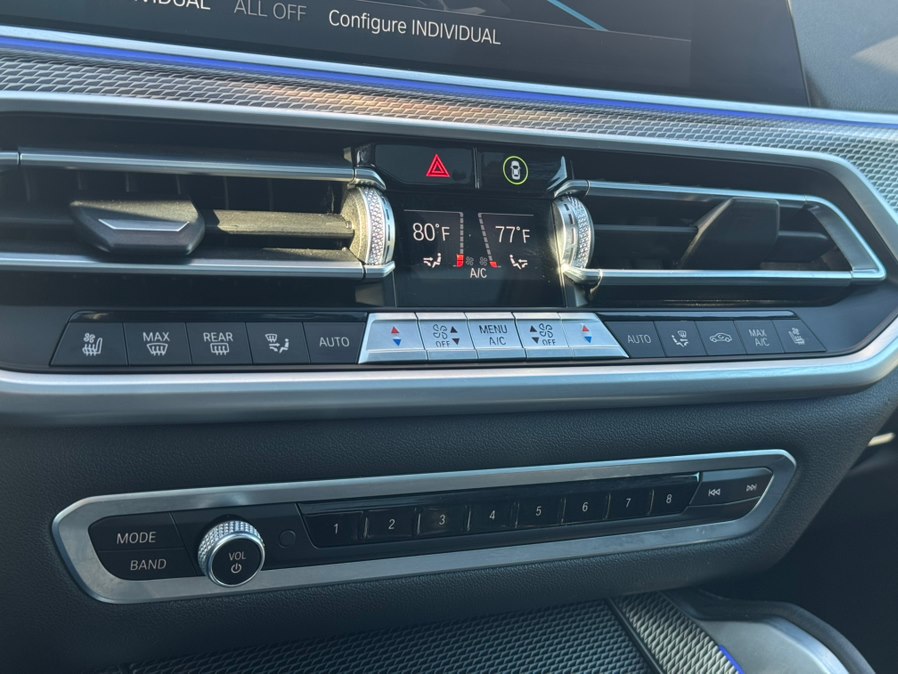 ALL OFF
Configure INDIVIDUAL
80°F 77°F
A/C
MAX REAR AUTO OFF MENU A/C OFF AUTO MAX A/C
MODE
BAND
VOL
1 2 3 4 5 6 7 8